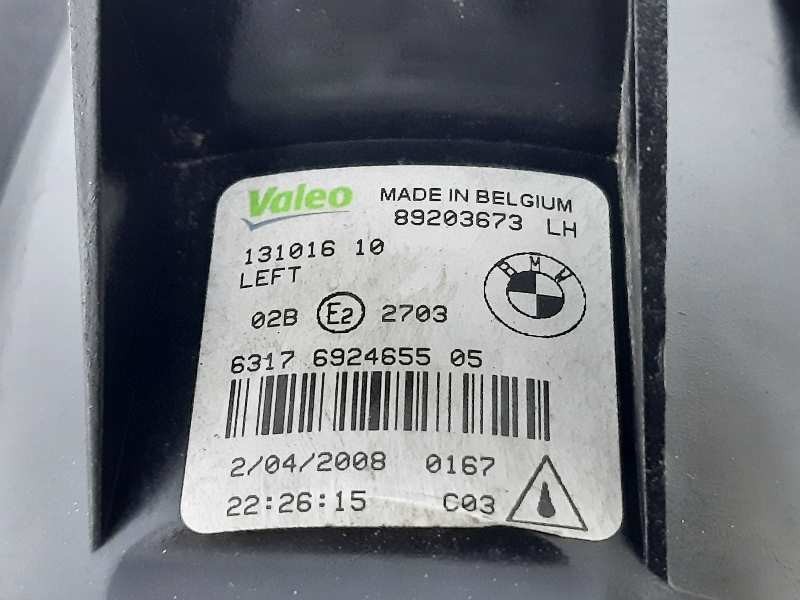 Valeo MADE IN BELGIUM
89203673 LH
131016 10
LEFT
BMW
02B E2 2703
6317 6924655 05
2/04/2008 0167
22:26:15 C03